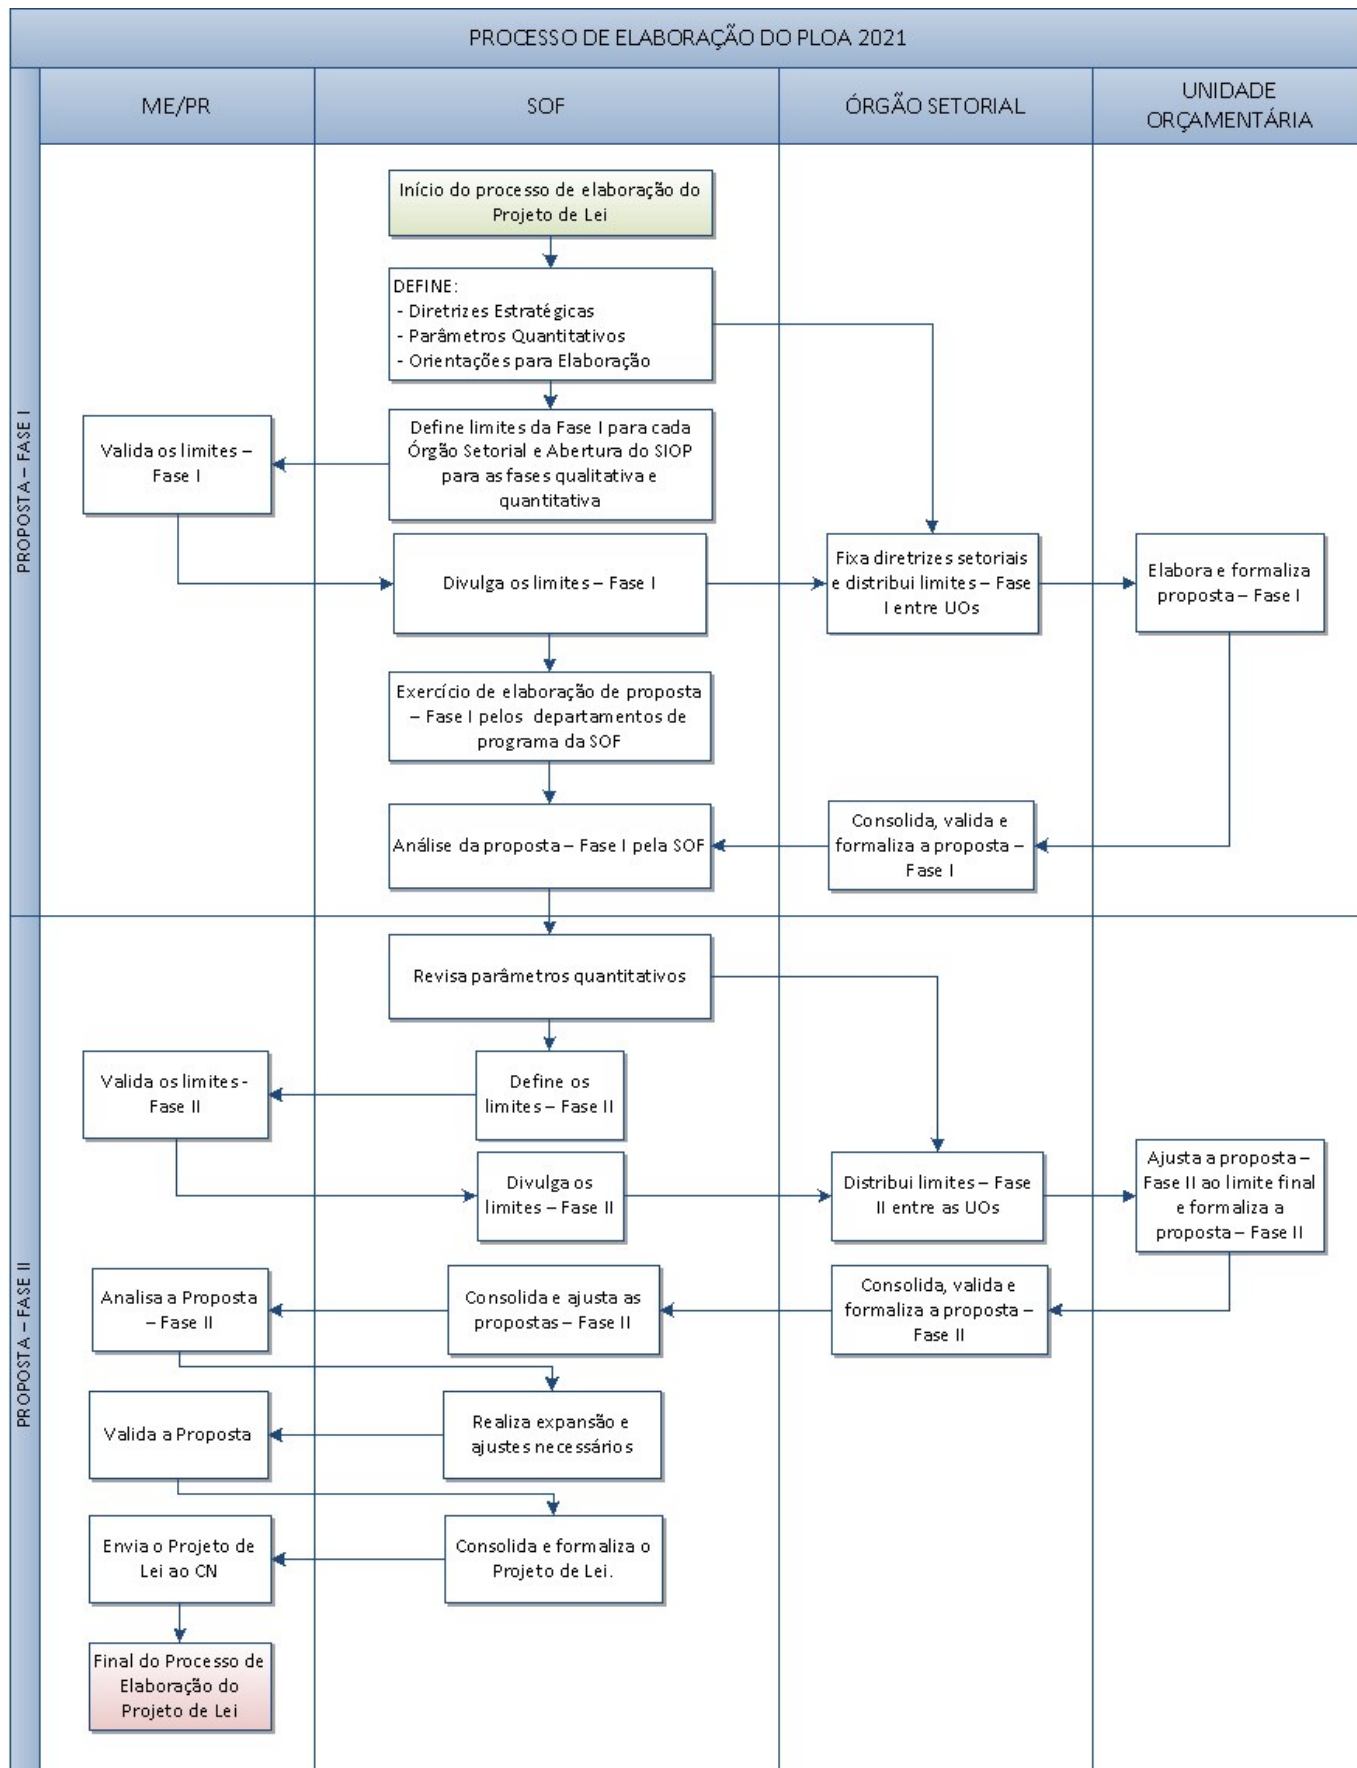 PROCESSO DE ELABORAÇÃO DO PLOA 2021
ME/PR
SOF
ÓRGÃO SETORIAL
UNIDADE
ORÇAMENTÁRIA
PROPOSTA – FASE I
Início do processo de elaboração do
Projeto de Lei
DEFINE:
- Diretrizes Estratégicas
- Parâmetros Quantitativos
- Orientações para Elaboração
Valida os limites –
Fase I
Define limites da Fase I para cada
Órgão Setorial e Abertura do SIOP
para as fases qualitativa e
quantitativa
Divulga os limites – Fase I
Fixa diretrizes setoriais
e distribui limites – Fase
I entre UOs
Elabora e formaliza
proposta – Fase I
Exercício de elaboração de proposta
– Fase I pelos departamentos de
programa da SOF
Análise da proposta – Fase I pela SOF
Consolida, valida e
formaliza a proposta –
Fase I
PROPOSTA – FASE II
Revisa parâmetros quantitativos
Valida os limites -
Fase II
Define os
limites – Fase II
Divulga os
limites – Fase II
Distribui limites – Fase
II entre as UOs
Ajusta a proposta –
Fase II ao limite final
e formaliza a
proposta – Fase II
Analisa a Proposta
– Fase II
Consolida e ajusta as
propostas – Fase II
Consolida, valida e
formaliza a proposta –
Fase II
Valida a Proposta
Realiza expansão e
ajustes necessários
Envia o Projeto de
Lei ao CN
Consolida e formaliza o
Projeto de Lei.
Final do Processo de
Elaboração do
Projeto de Lei